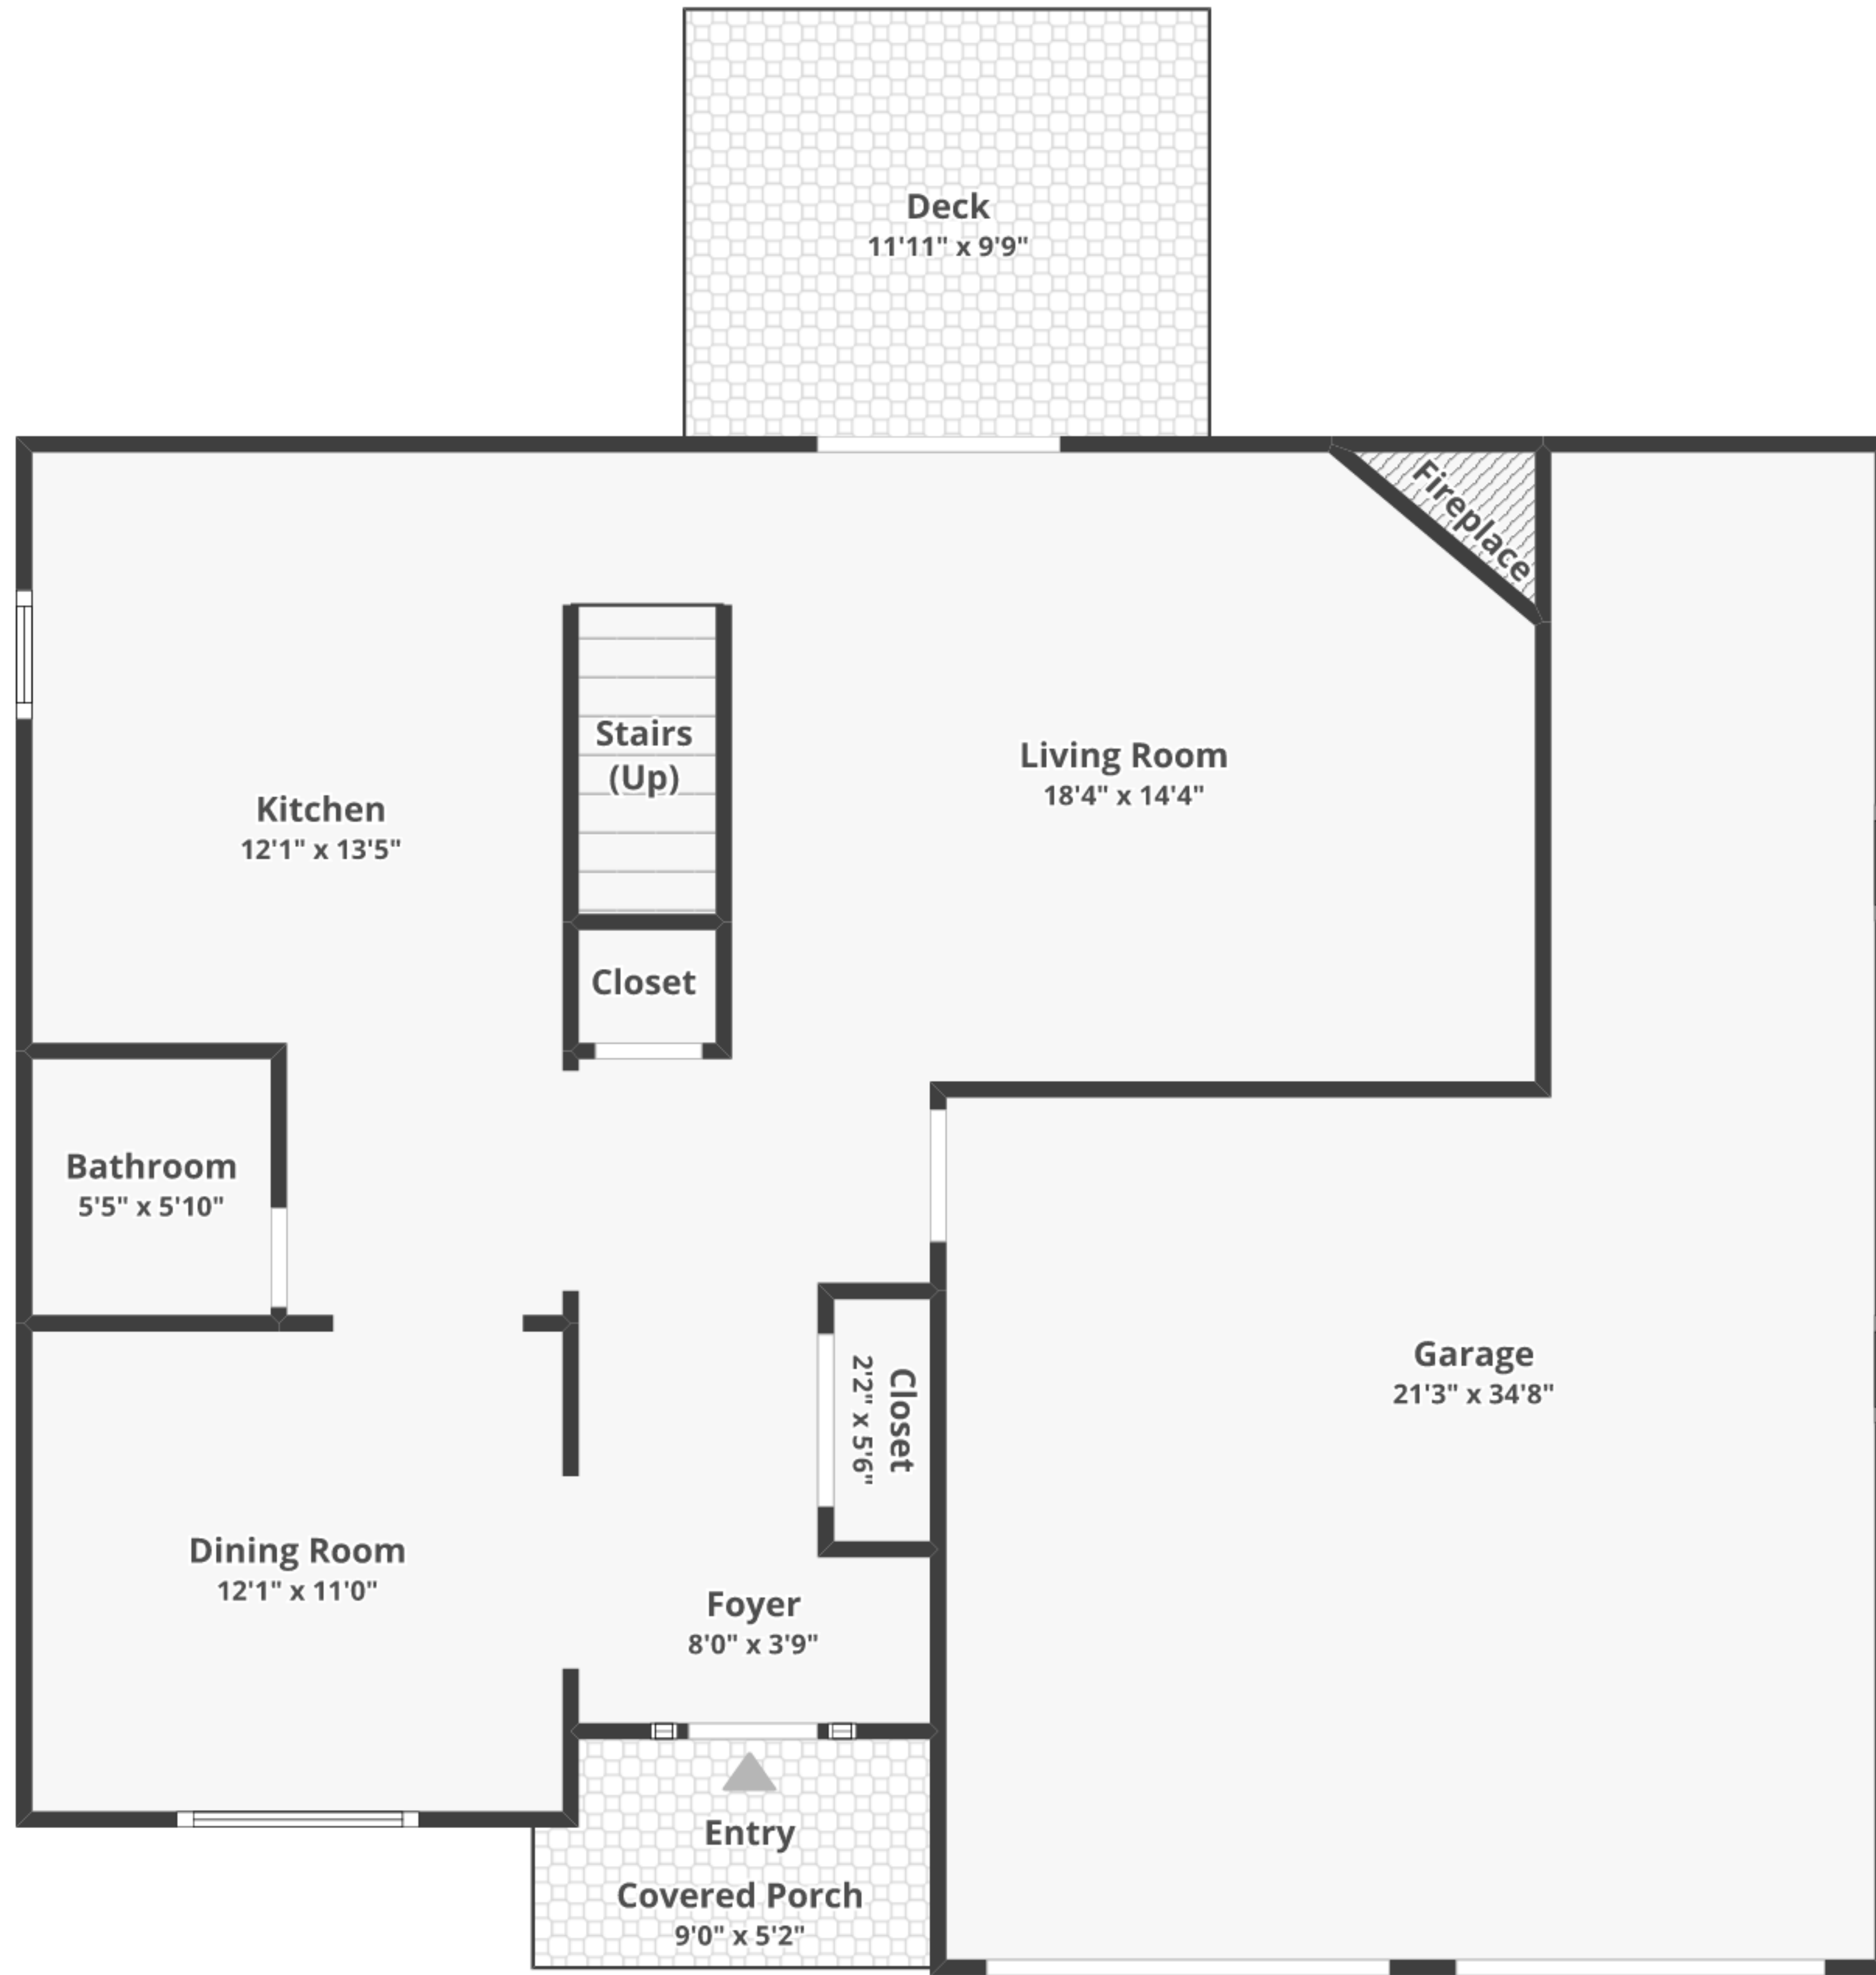 Deck
11'11" x 9'9"
Fireplace
Stairs
(Up)
Living Room
18'4" x 14'4"
Kitchen
12'1" x 13'5"
Closet
Bathroom
5'5" x 5'10"
Garage
21'3" x 34'8"
Closet
2'2" x 5'6"
Dining Room
12'1" x 11'0"
Foyer
8'0" x 3'9"
Entry
Covered Porch
9'0" x 5'2"